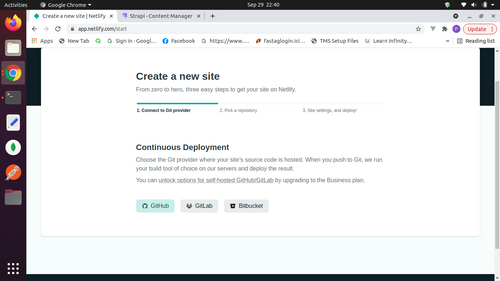 Activities
Google Chrome
Sep 29 22:40
Create a new site | Netlify
Strapi - Content Manager
app.netlify.com/start
Update
Apps
New Tab
Sign in - Googl...
Facebook
https://www....
fastaglogin.ici...
TMS Setup Files
Learn Infinity...
Reading list
Create a new site
From zero to hero, three easy steps to get your site on Netlify.
1. Connect to Git provider
2. Pick a repository
3. Site settings, and deploy!
Continuous Deployment
Choose the Git provider where your site's source code is hosted. When you push to Git, we run
your build tool of choice on our servers and deploy the result.
You can unlock options for self-hosted GitHub/GitLab by upgrading to the Business plan.
GitHub
GitLab
Bitbucket